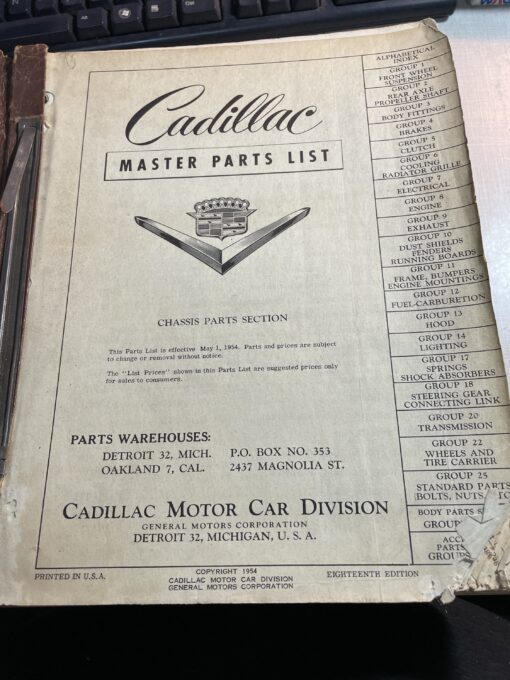 Cadillac
MASTER PARTS LIST
CHASSIS PARTS SECTION
This Parts List is effective May 1, 1954. Parts and prices are subject
to change or removal without notice.
The "List Prices" shown in this Parts List are suggested prices only
for sales to consumers.
PARTS WAREHOUSES:
DETROIT 32, MICH. P.O. BOX NO. 353
OAKLAND 7, CAL. 2437 MAGNOLIA ST.
CADILLAC MOTOR CAR DIVISION
GENERAL MOTORS CORPORATION
DETROIT 32, MICHIGAN, U. S. A.
PRINTED IN U.S.A.
COPYRIGHT 1954
CADILLAC MOTOR CAR DIVISION
GENERAL MOTORS CORPORATION
EIGHTEENTH EDITION
ALPHABETICAL
INDEX
GROUP 1
FRONT WHEEL
SUSPENSION
GROUP 2
REAR AXLE
PROPELLER SHAFT
GROUP 3
BODY FITTINGS
GROUP 4
BRAKES
GROUP 5
CLUTCH
GROUP 6
COOLING
RADIATOR GRILLE
GROUP 7
ELECTRICAL
GROUP 8
ENGINE
GROUP 9
EXHAUST
GROUP 10
DUST SHIELDS
FENDERS
RUNNING BOARDS
GROUP 11
FRAME, BUMPERS
ENGINE MOUNTINGS
GROUP 12
FUEL-CARBURETION
GROUP 13
HOOD
GROUP 14
LIGHTING
GROUP 17
SPRINGS
SHOCK ABSORBERS
GROUP 18
STEERING GEAR
CONNECTING LINK
GROUP 20
TRANSMISSION
GROUP 22
WHEELS AND
TIRE CARRIER
GROUP 25
STANDARD PARTS
(BOLTS, NUTS,
BODY PARTS
GROUP
PARTS
GROUP